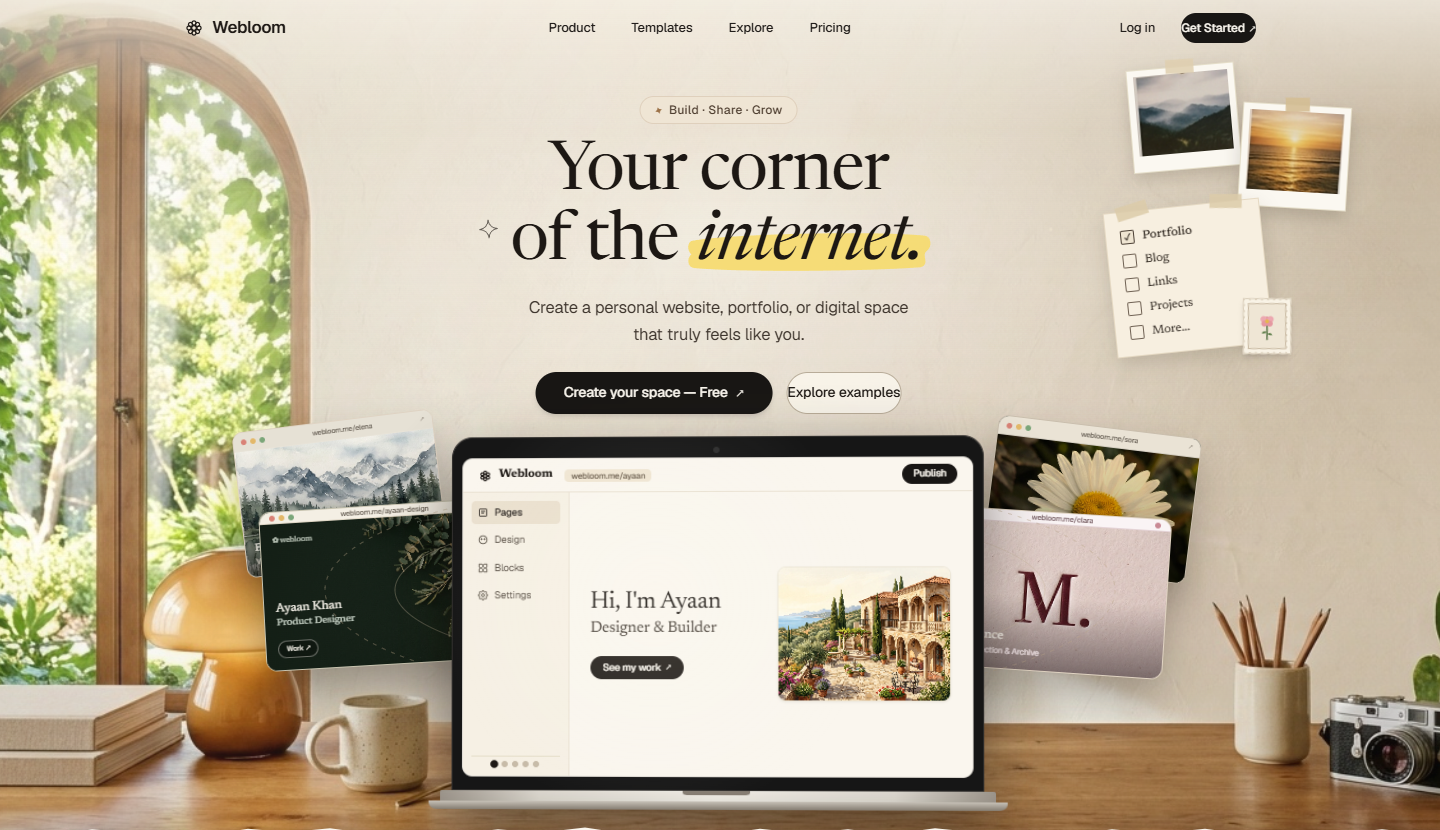 Webloom
Product
Templates
Explore
Pricing
Log in
Get Started ↗
Build · Share · Grow
Your corner
of the internet.
Create a personal website, portfolio, or digital space
that truly feels like you.
Create your space — Free ↗
Explore examples
Portfolio
Blog
Links
Projects
More...
webloom.me/elena
webloom.me/ayaan-design
webloom
Ayaan Khan
Product Designer
Work ↗
Webloom
webloom.me/ayaan
Publish
Pages
Design
Blocks
Settings
Hi, I'm Ayaan
Designer & Builder
See my work ↗
webloom.me/sora
webloom.me/clara
M.